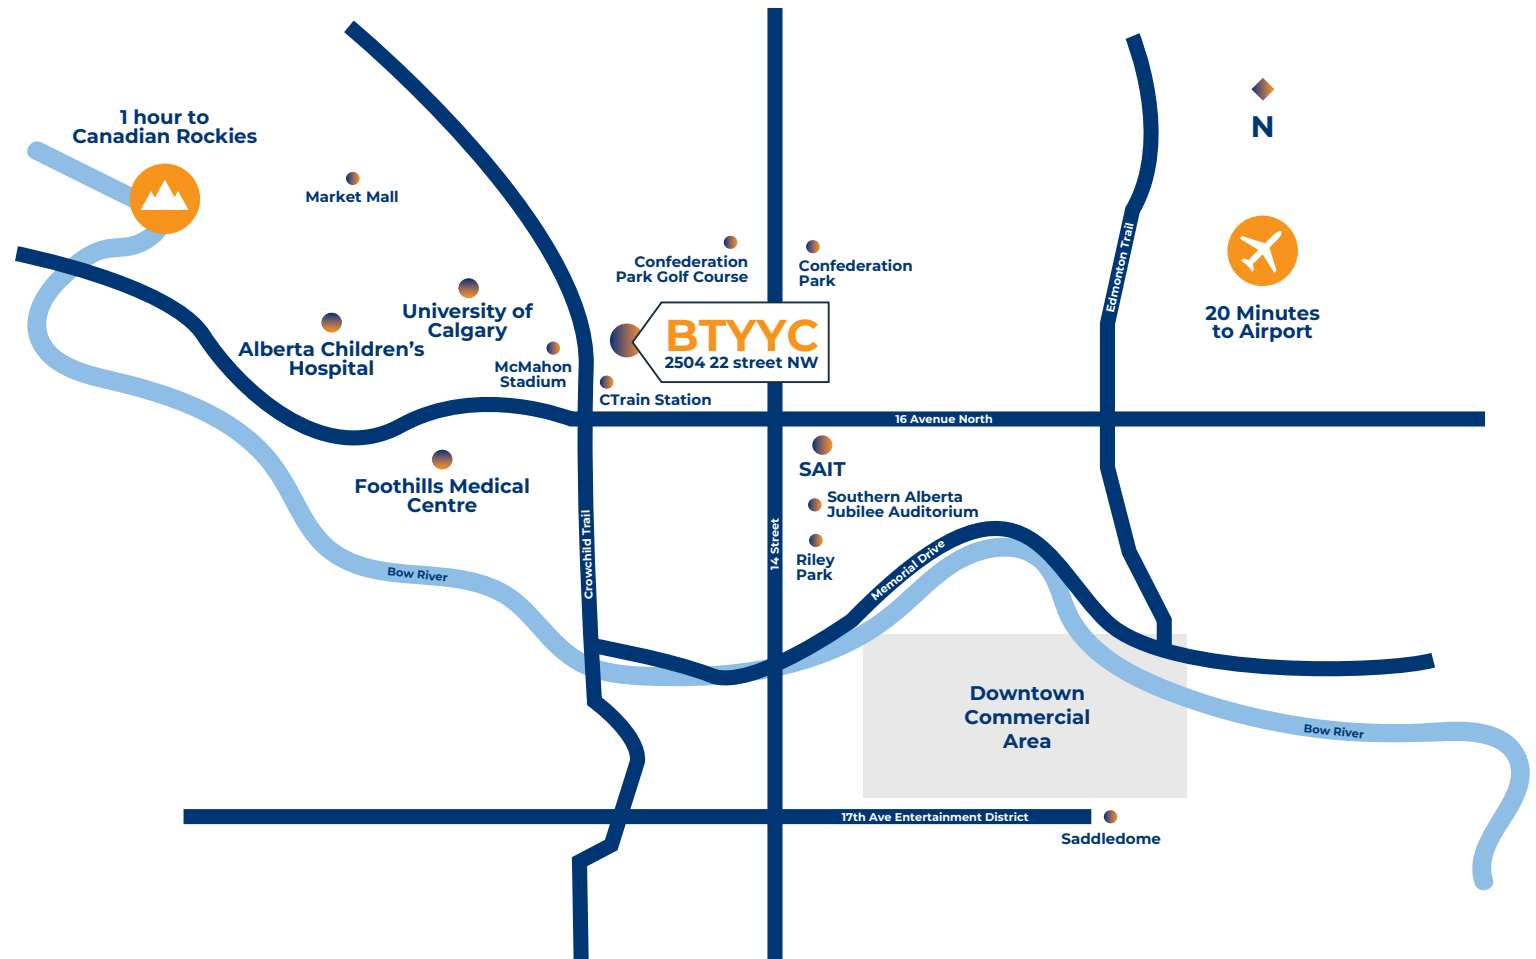 1 hour to
Canadian Rockies
N
Market Mall
Confederation
Park Golf Course
Confederation
Park
Edmonton Trail
University of
Calgary
20 Minutes
to Airport
Alberta Children's
Hospital
BTYYC
2504 22 street NW
McMahon
Stadium
CTrain Station
16 Avenue North
SAIT
Foothills Medical
Centre
Southern Alberta
Jubilee Auditorium
Crowchild Trail
14 Street
Riley
Park
Memorial Drive
Bow River
Downtown
Commercial
Area
Bow River
17th Ave Entertainment District
Saddledome